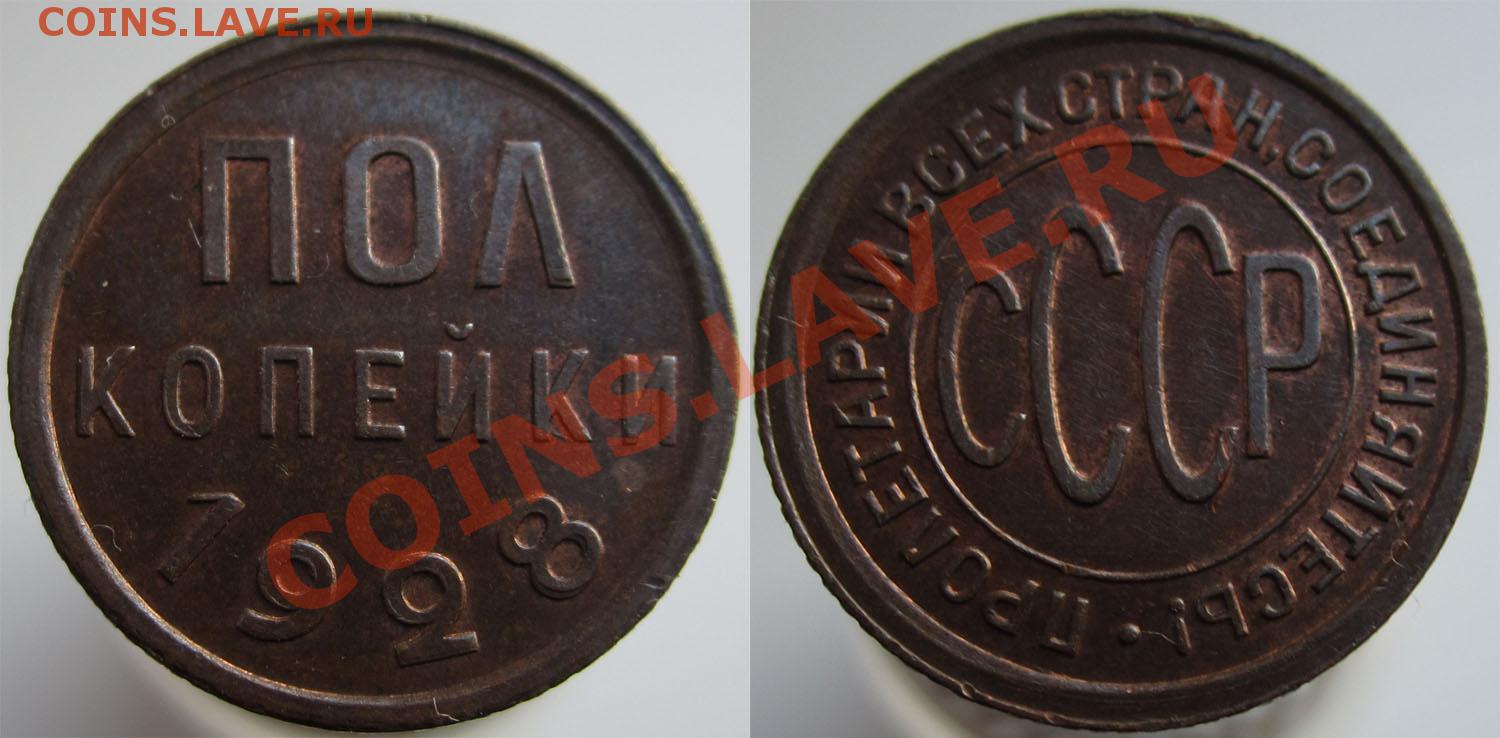 COINS.LAVE.RU
ПОЛ
КОПЕЙКИ
1928
COINS.LAVE.RU
ПРОЛЕТАРИИ ВСЕХ СТРАН, СОЕДИНЯЙТЕСЬ! •
СССР